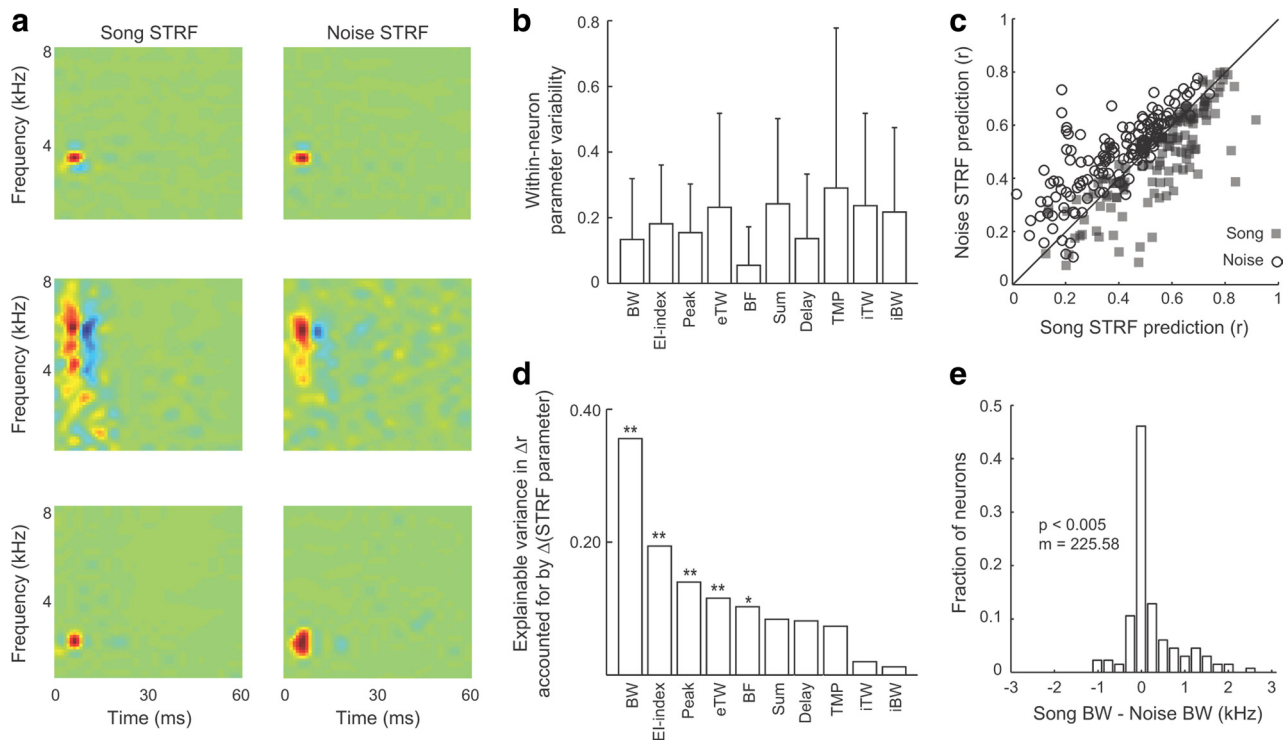 a
Song STRF
Noise STRF
Frequency (kHz)
8
4
Frequency (kHz)
8
4
Frequency (kHz)
8
4
0
30
60
0
30
60
Time (ms)
Time (ms)
b
Within-neuron
parameter variability
0.8
0.6
0.4
0.2
0
BW
EI-index
Peak
eTW
BF
Sum
Delay
TMP
iTW
iBW
c
Noise STRF prediction (r)
1
0.8
0.6
0.4
0.2
0
0
0.2
0.4
0.6
0.8
1
Song
Noise
Song STRF prediction (r)
d
Explainable variance in Δr
accounted for by Δ(STRF parameter)
0.40
0.20
**
**
**
**
*
BW
EI-index
Peak
eTW
BF
Sum
Delay
TMP
iTW
iBW
e
Fraction of neurons
0.5
0.4
0.3
0.2
0.1
0
p < 0.005
m = 225.58
-3
-2
-1
0
1
2
3
Song BW - Noise BW (kHz)